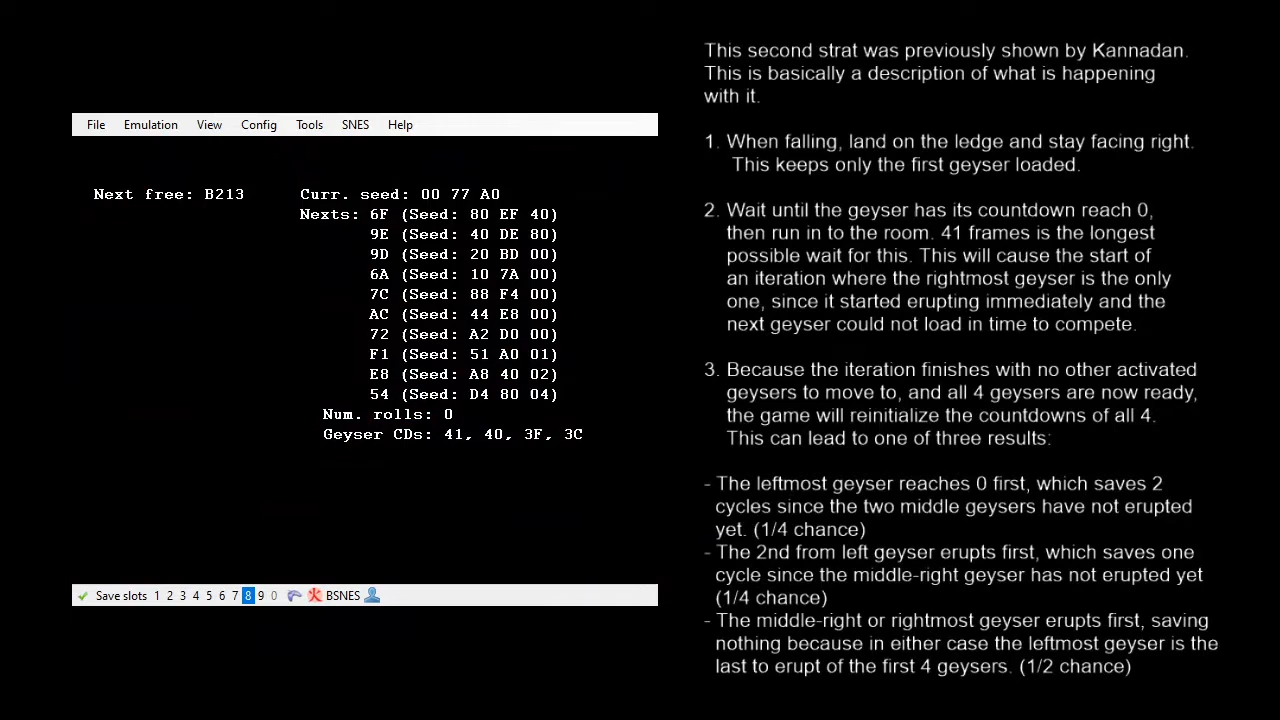 File Emulation View Config Tools SNES Help
Next free: B213
Curr. seed: 00 77 A0
Nexts: 6F (Seed: 80 EF 40)
9E (Seed: 40 DE 80)
9D (Seed: 20 BD 00)
6A (Seed: 10 7A 00)
7C (Seed: 88 F4 00)
AC (Seed: 44 E8 00)
72 (Seed: A2 D0 00)
F1 (Seed: 51 A0 01)
E8 (Seed: A8 40 02)
54 (Seed: D4 80 04)
Num. rolls: 0
Geyser CDs: 41, 40, 3F, 3C
Save slots 1 2 3 4 5 6 7 8 9 0 BSNES
This second strat was previously shown by Kannadan.
This is basically a description of what is happening
with it.
1. When falling, land on the ledge and stay facing right.
This keeps only the first geyser loaded.
2. Wait until the geyser has its countdown reach 0,
then run in to the room. 41 frames is the longest
possible wait for this. This will cause the start of
an iteration where the rightmost geyser is the only
one, since it started erupting immediately and the
next geyser could not load in time to compete.
3. Because the iteration finishes with no other activated
geysers to move to, and all 4 geysers are now ready,
the game will reinitialize the countdowns of all 4.
This can lead to one of three results:
- The leftmost geyser reaches 0 first, which saves 2
cycles since the two middle geysers have not erupted
yet. (1/4 chance)
- The 2nd from left geyser erupts first, which saves one
cycle since the middle-right geyser has not erupted yet
(1/4 chance)
- The middle-right or rightmost geyser erupts first, saving
nothing because in either case the leftmost geyser is the
last to erupt of the first 4 geysers. (1/2 chance)